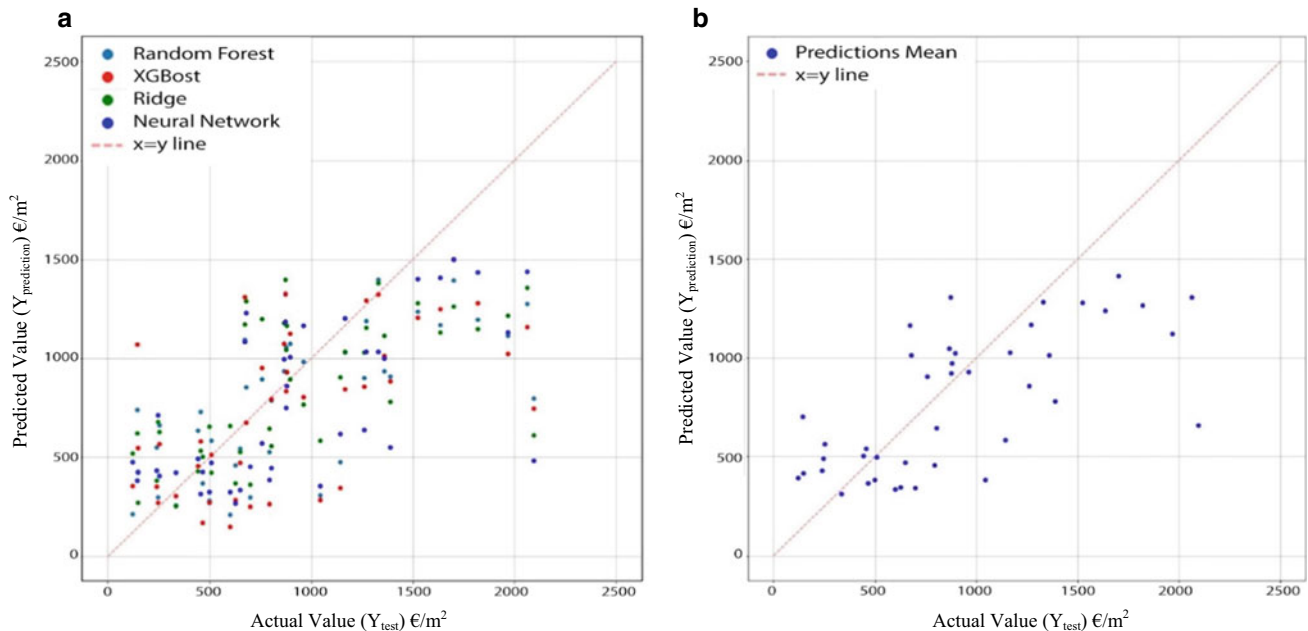 a
Random Forest
XGBost
Ridge
Neural Network
x=y line
2500
2000
1500
1000
500
0
0 500 1000 1500 2000 2500
Predicted Value (Yprediction) €/m²
Actual Value (Ytest) €/m²
b
Predictions Mean
x=y line
2500
2000
1500
1000
500
0
0 500 1000 1500 2000 2500
Predicted Value (Yprediction) €/m²
Actual Value (Ytest) €/m²